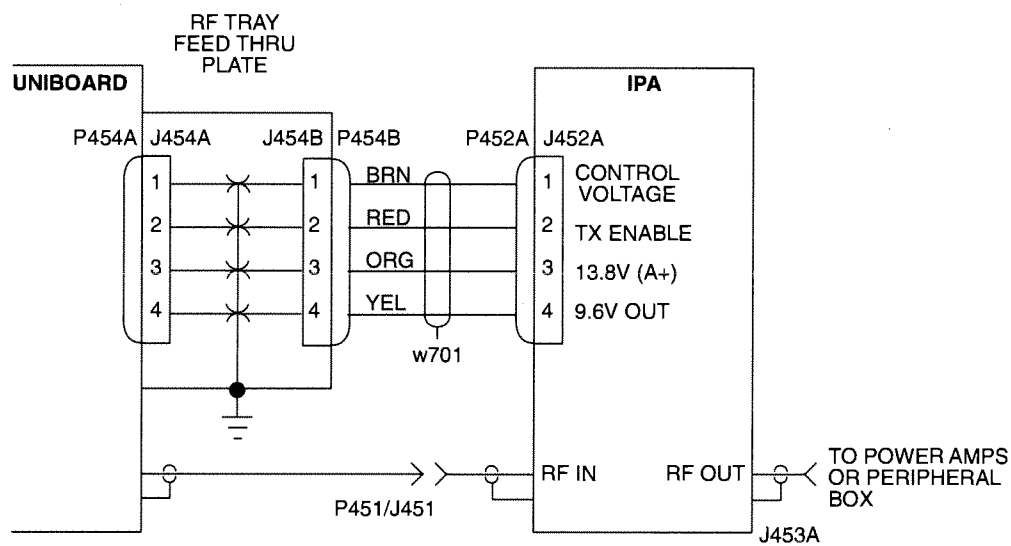 RF TRAY
FEED THRU
PLATE
UNIBOARD
IPA
P454A J454A
J454B P454B
P452A J452A
1
2
3
4
1
2
3
4
BRN
RED
ORG
YEL
w701
1 CONTROL
VOLTAGE
2 TX ENABLE
3 13.8V (A+)
4 9.6V OUT
P451/J451
RF IN
RF OUT
TO POWER AMPS
OR PERIPHERAL
BOX
J453A